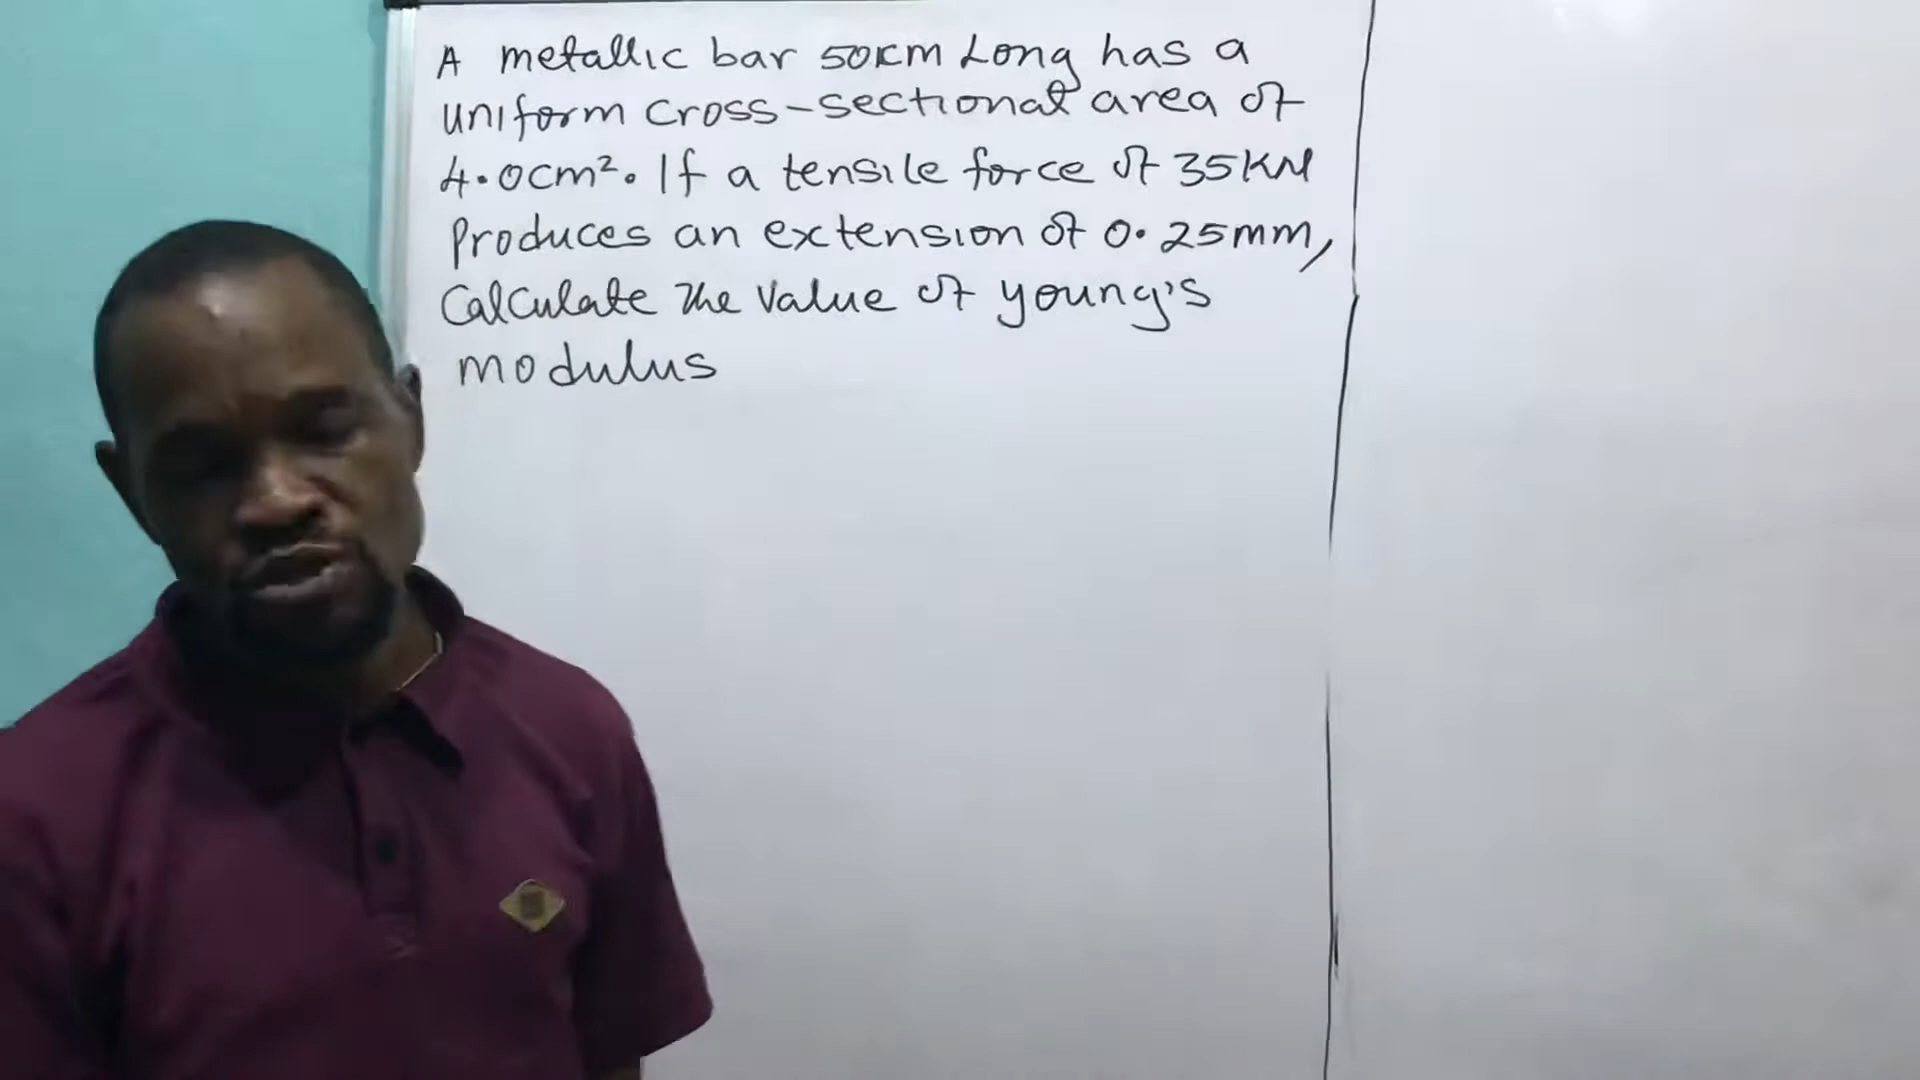 A metallic bar 50cm Long has a
uniform cross-sectional area of
4.0cm². If a tensile force of 35KN
produces an extension of 0.25mm,
Calculate the value of young's
modulus